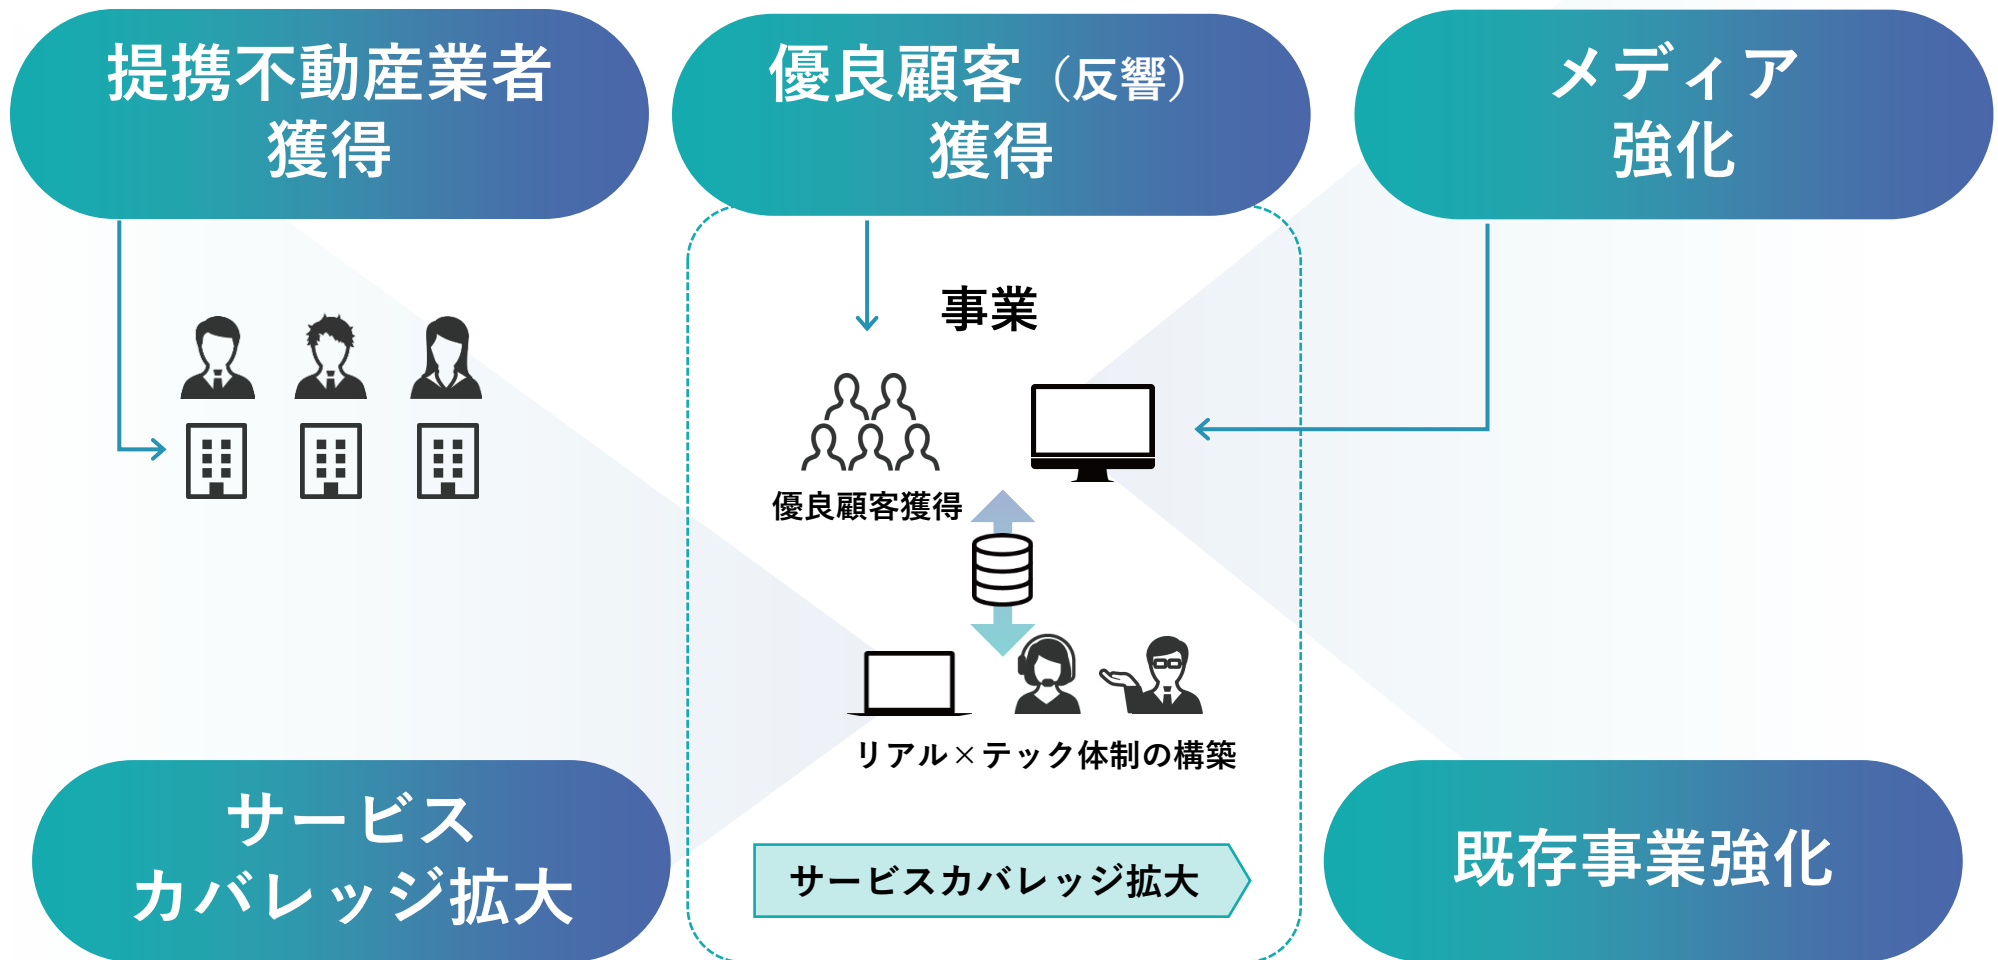 提携不動産業者
獲得
優良顧客（反響）
獲得
メディア
強化
事業
優良顧客獲得
リアル×テック体制の構築
サービスカバレッジ拡大
サービス
カバレッジ拡大
既存事業強化